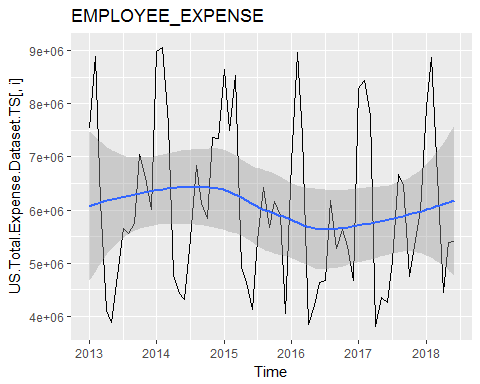 EMPLOYEE_EXPENSE
US.Total.Expense.Dataset.TS[, i]
9e+06
8e+06
7e+06
6e+06
5e+06
4e+06
2013 2014 2015 2016 2017 2018
Time